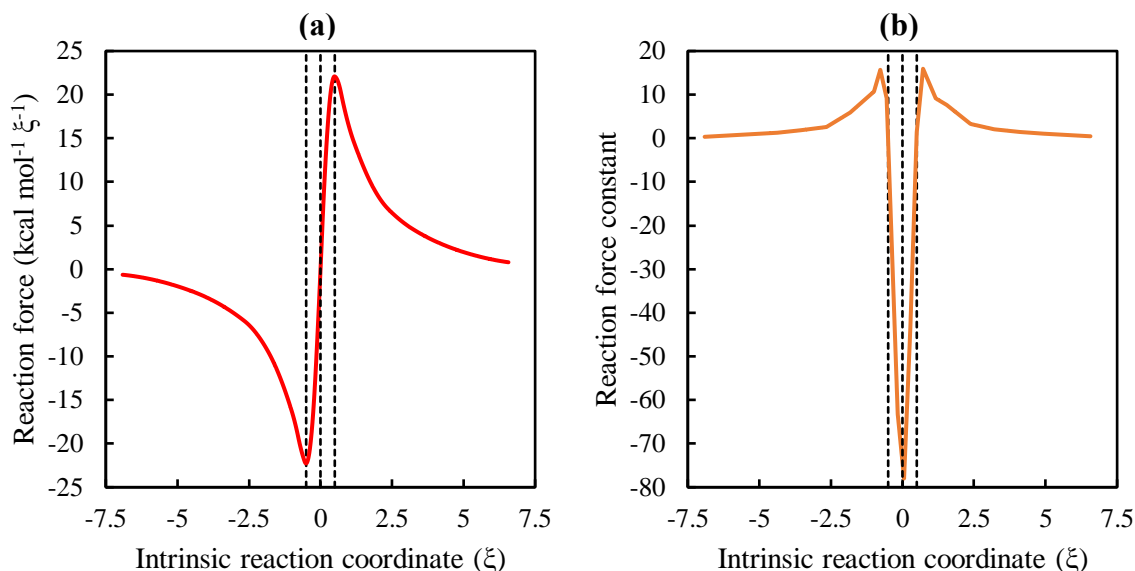 (a)
Reaction force (kcal mol⁻¹ ξ⁻¹)
25
20
15
10
5
0
-5
-10
-15
-20
-25
-7.5 -5 -2.5 0 2.5 5 7.5
Intrinsic reaction coordinate (ξ)
(b)
Reaction force constant
20
10
0
-10
-20
-30
-40
-50
-60
-70
-80
-7.5 -5 -2.5 0 2.5 5 7.5
Intrinsic reaction coordinate (ξ)